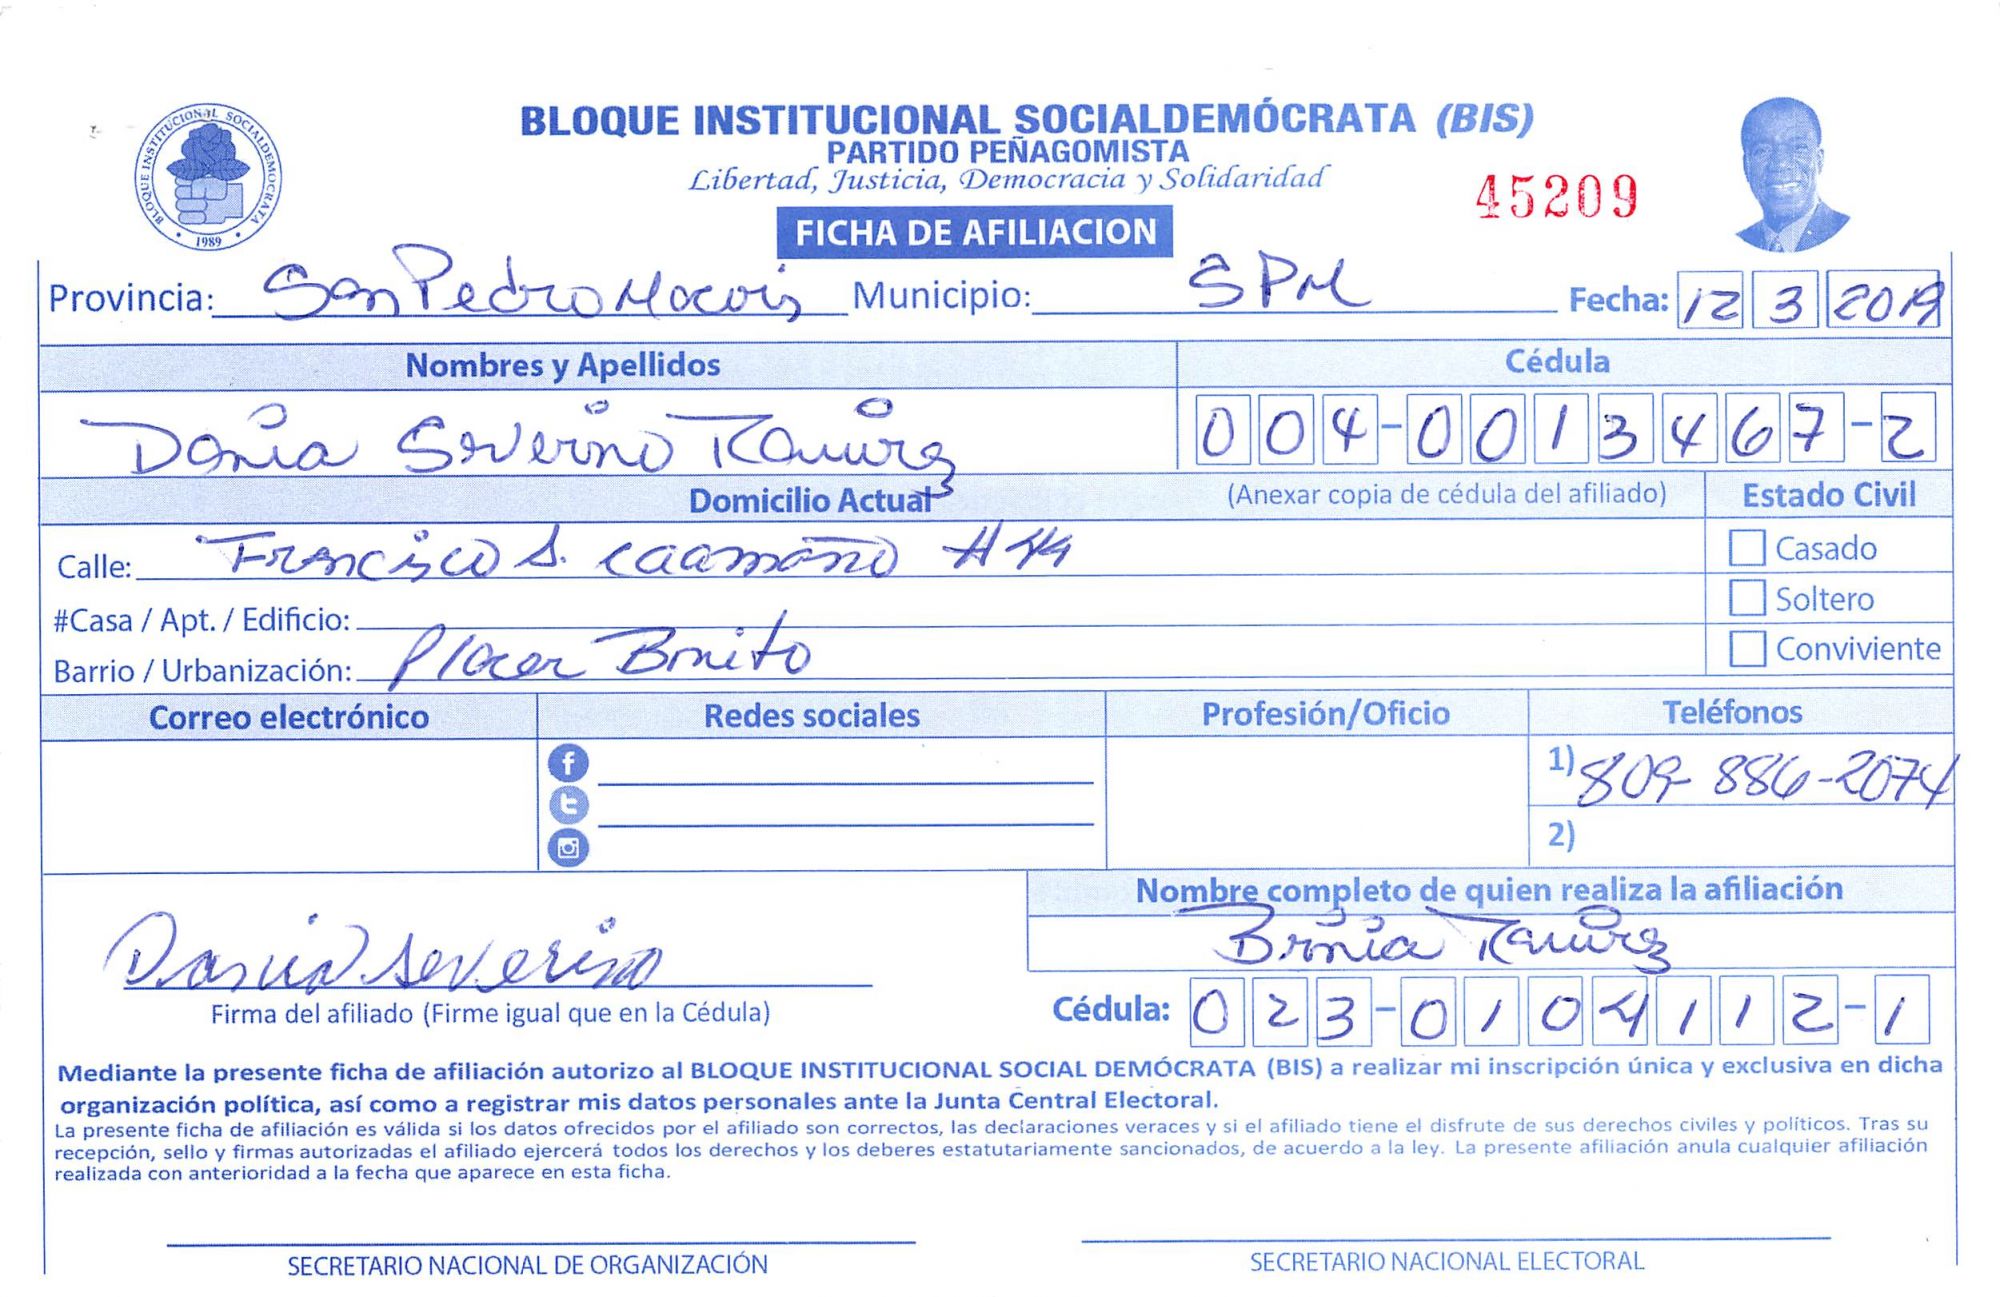 BLOQUE INSTITUCIONAL SOCIALDEMÓCRATA (BIS)
PARTIDO PEÑAGOMISTA
Libertad, Justicia, Democracia y Solidaridad
45209
BLOQUE INSTITUCIONAL SOCIALDEMOCRATA
1989
FICHA DE AFILIACION
Provincia: San Pedro Macoris Municipio: SPM Fecha: 12 3 2019
Nombres y Apellidos Cédula
Dania Severino Ramirez 004-0013467-2
Domicilio Actual (Anexar copia de cédula del afiliado) Estado Civil
Calle: Francisco A. caamaño # 44 Casado
#Casa / Apt. / Edificio: Soltero
Barrio / Urbanización: Placer Bonito Conviviente
Correo electrónico Redes sociales Profesión/Oficio Teléfonos
1) 809-886-2074
2)
Nombre completo de quien realiza la afiliación
Ramirez
Dania Severino
Firma del afiliado (Firme igual que en la Cédula) Cédula: 023-0104112-1
Mediante la presente ficha de afiliación autorizo al BLOQUE INSTITUCIONAL SOCIAL DEMÓCRATA (BIS) a realizar mi inscripción única y exclusiva en dicha
organización política, así como a registrar mis datos personales ante la Junta Central Electoral.
La presente ficha de afiliación es válida si los datos ofrecidos por el afiliado son correctos, las declaraciones veraces y si el afiliado tiene el disfrute de sus derechos civiles y políticos. Tras su
recepción, sello y firmas autorizadas el afiliado ejercerá todos los derechos y los deberes estatutariamente sancionados, de acuerdo a la ley. La presente afiliación anula cualquier afiliación
realizada con anterioridad a la fecha que aparece en esta ficha.
SECRETARIO NACIONAL DE ORGANIZACIÓN SECRETARIO NACIONAL ELECTORAL